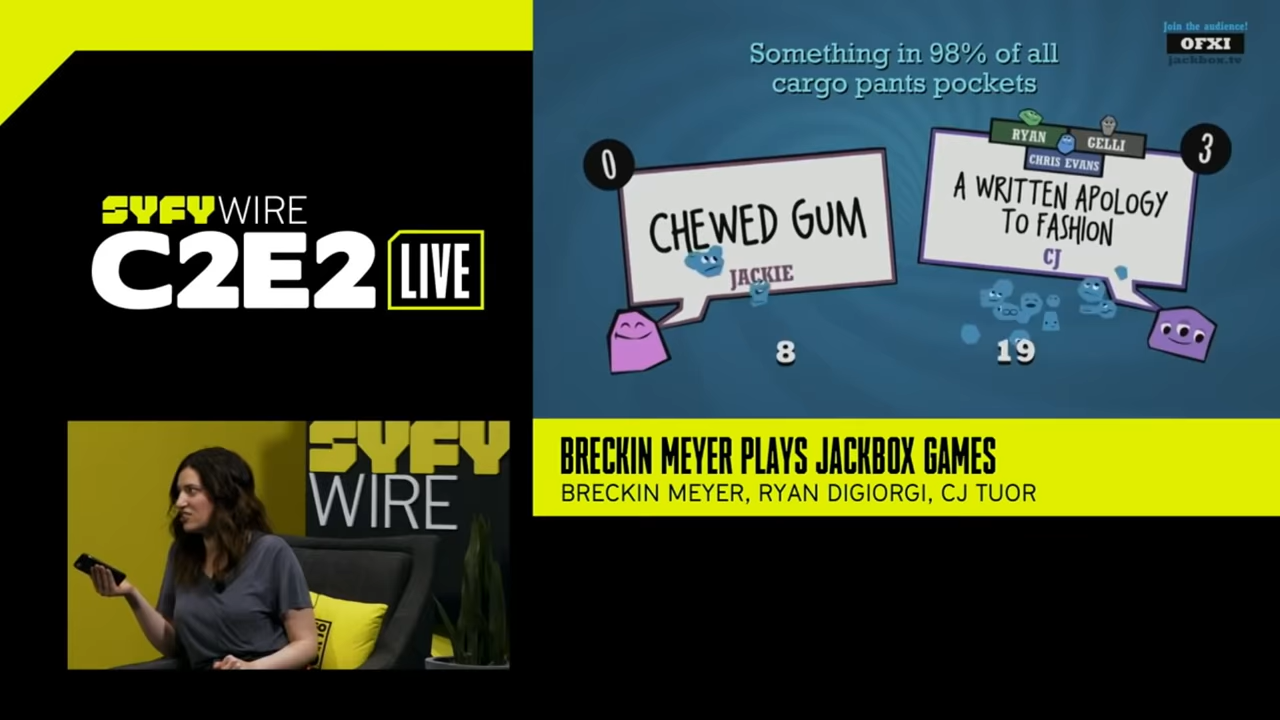 SYFY WIRE
C2E2 LIVE
SYFY
WIRE
Something in 98% of all
cargo pants pockets
Join the audience!
OFXI
jackbox.tv
0
CHEWED GUM
JACKIE
8
RYAN
GELLI
CHRIS EVANS
3
A WRITTEN APOLOGY
TO FASHION
CJ
19
BRECKIN MEYER PLAYS JACKBOX GAMES
BRECKIN MEYER, RYAN DIGIORGI, CJ TUOR